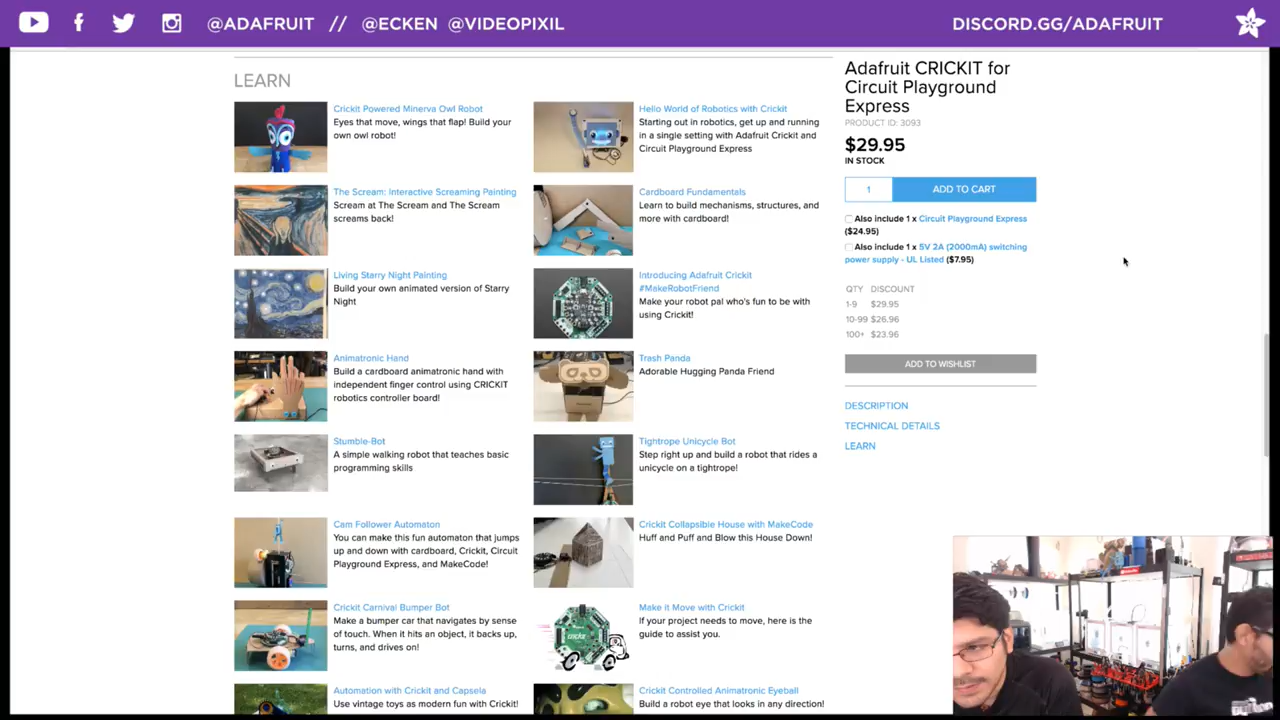 @ADAFRUIT // @ECKEN @VIDEOPIXIL
DISCORD.GG/ADAFRUIT
LEARN
Crickit Powered Minerva Owl Robot
Eyes that move, wings that flap! Build your
own owl robot!
Hello World of Robotics with Crickit
Starting out in robotics, get up and running
in a single setting with Adafruit Crickit and
Circuit Playground Express
The Scream: Interactive Screaming Painting
Scream at The Scream and The Scream
screams back!
Cardboard Fundamentals
Learn to build mechanisms, structures, and
more with cardboard!
Living Starry Night Painting
Build your own animated version of Starry
Night
Introducing Adafruit Crickit
#MakeRobotFriend
Make your robot pal who's fun to be with
using Crickit!
Animatronic Hand
Build a cardboard animatronic hand with
independent finger control using CRICKIT
robotics controller board!
Trash Panda
Adorable Hugging Panda Friend
Stumble-Bot
A simple walking robot that teaches basic
programming skills
Tightrope Unicycle Bot
Step right up and build a robot that rides a
unicycle on a tightrope!
Cam Follower Automaton
You can make this fun automaton that jumps
up and down with cardboard, Crickit, Circuit
Playground Express, and MakeCode!
Crickit Collapsible House with MakeCode
Huff and Puff and Blow this House Down!
Crickit Carnival Bumper Bot
Make a bumper car that navigates by sense
of touch. When it hits an object, it backs up,
turns, and drives on!
crickit
Make it Move with Crickit
If your project needs to move, here is the
guide to assist you.
Automation with Crickit and Capsela
Use vintage toys as modern fun with Crickit!
Crickit Controlled Animatronic Eyeball
Build a robot eye that looks in any direction!
Adafruit CRICKIT for
Circuit Playground
Express
PRODUCT ID: 3093
$29.95
IN STOCK
1 ADD TO CART
Also include 1 x Circuit Playground Express
($24.95)
Also include 1 x 5V 2A (2000mA) switching
power supply - UL Listed ($7.95)
QTY DISCOUNT
1-9 $29.95
10-99 $26.96
100+ $23.96
ADD TO WISHLIST
DESCRIPTION
TECHNICAL DETAILS
LEARN